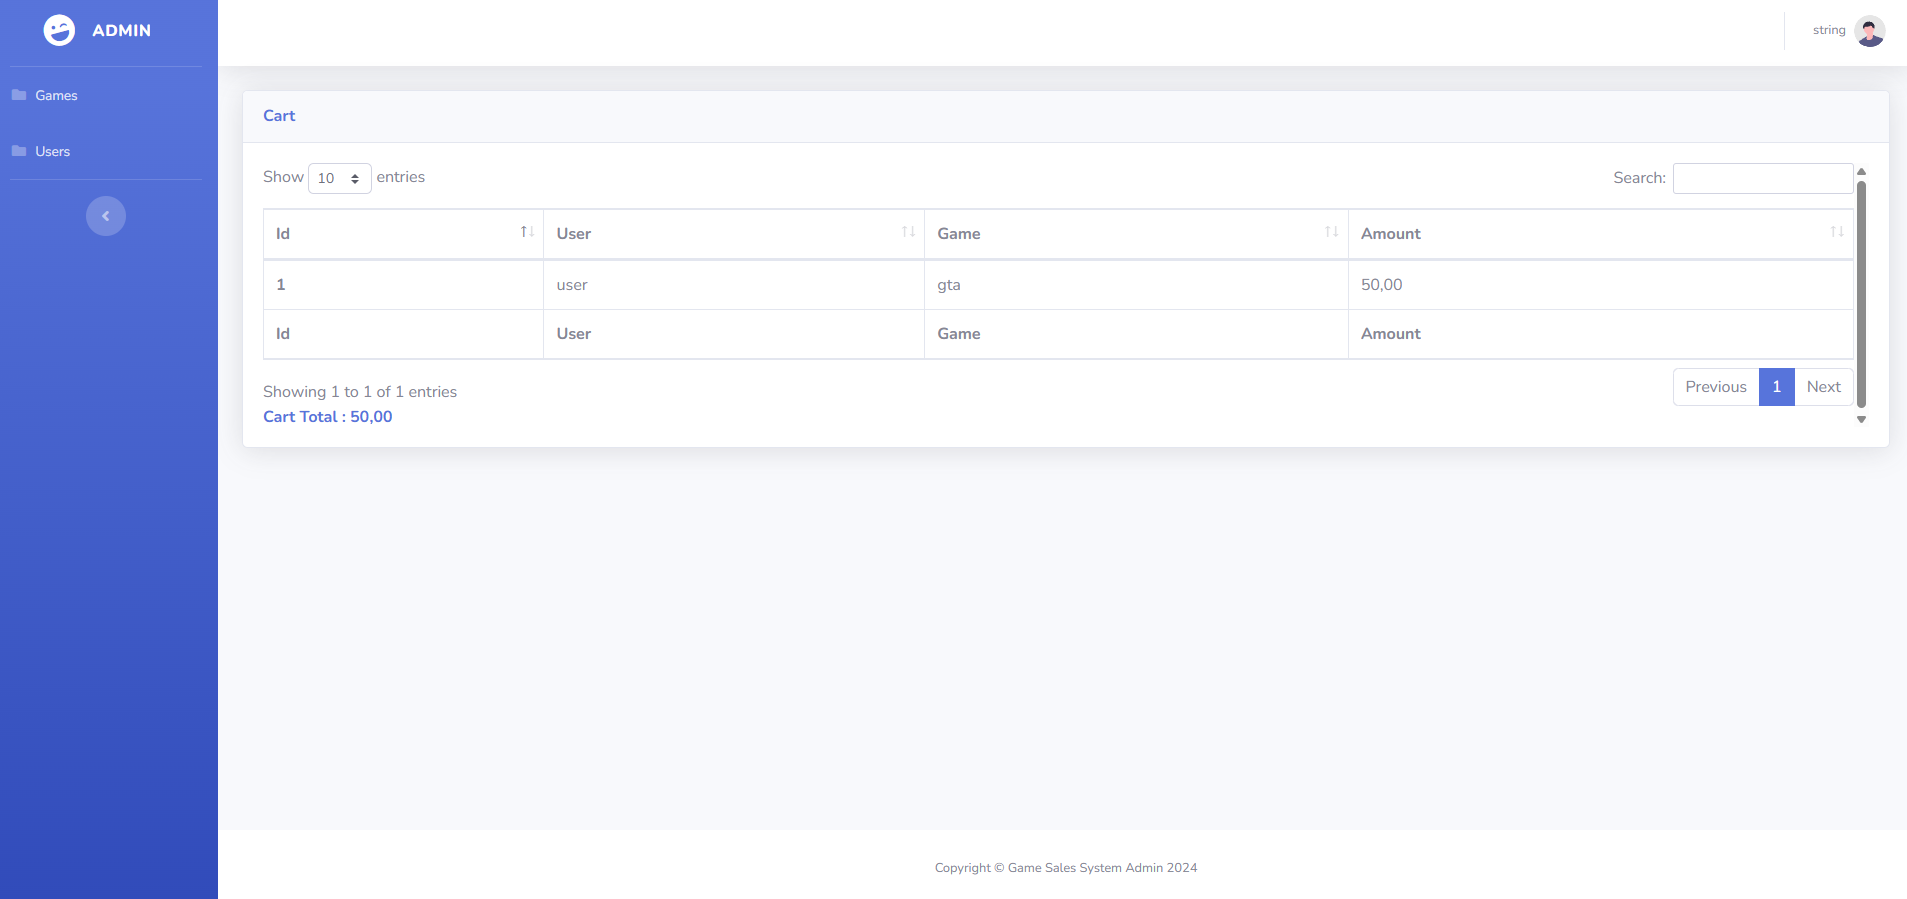 ADMIN
string
Games
Users
Cart
Show 10 entries
Search:
Id User Game Amount
1 user gta 50,00
Id User Game Amount
Showing 1 to 1 of 1 entries
Previous 1 Next
Cart Total : 50,00
Copyright © Game Sales System Admin 2024